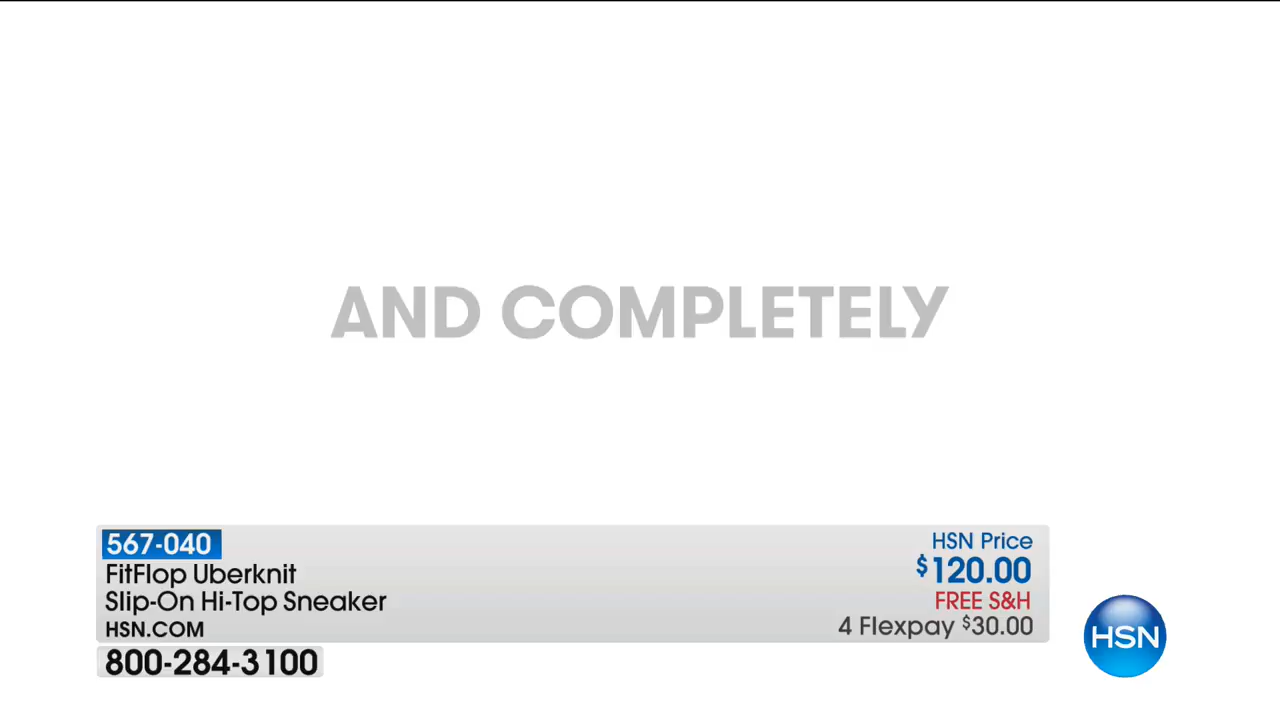 AND COMPLETELY
567-040
FitFlop Uberknit
Slip-On Hi-Top Sneaker
HSN.COM
800-284-3100
HSN Price
$120.00
FREE S&H
4 Flexpay $30.00
HSN